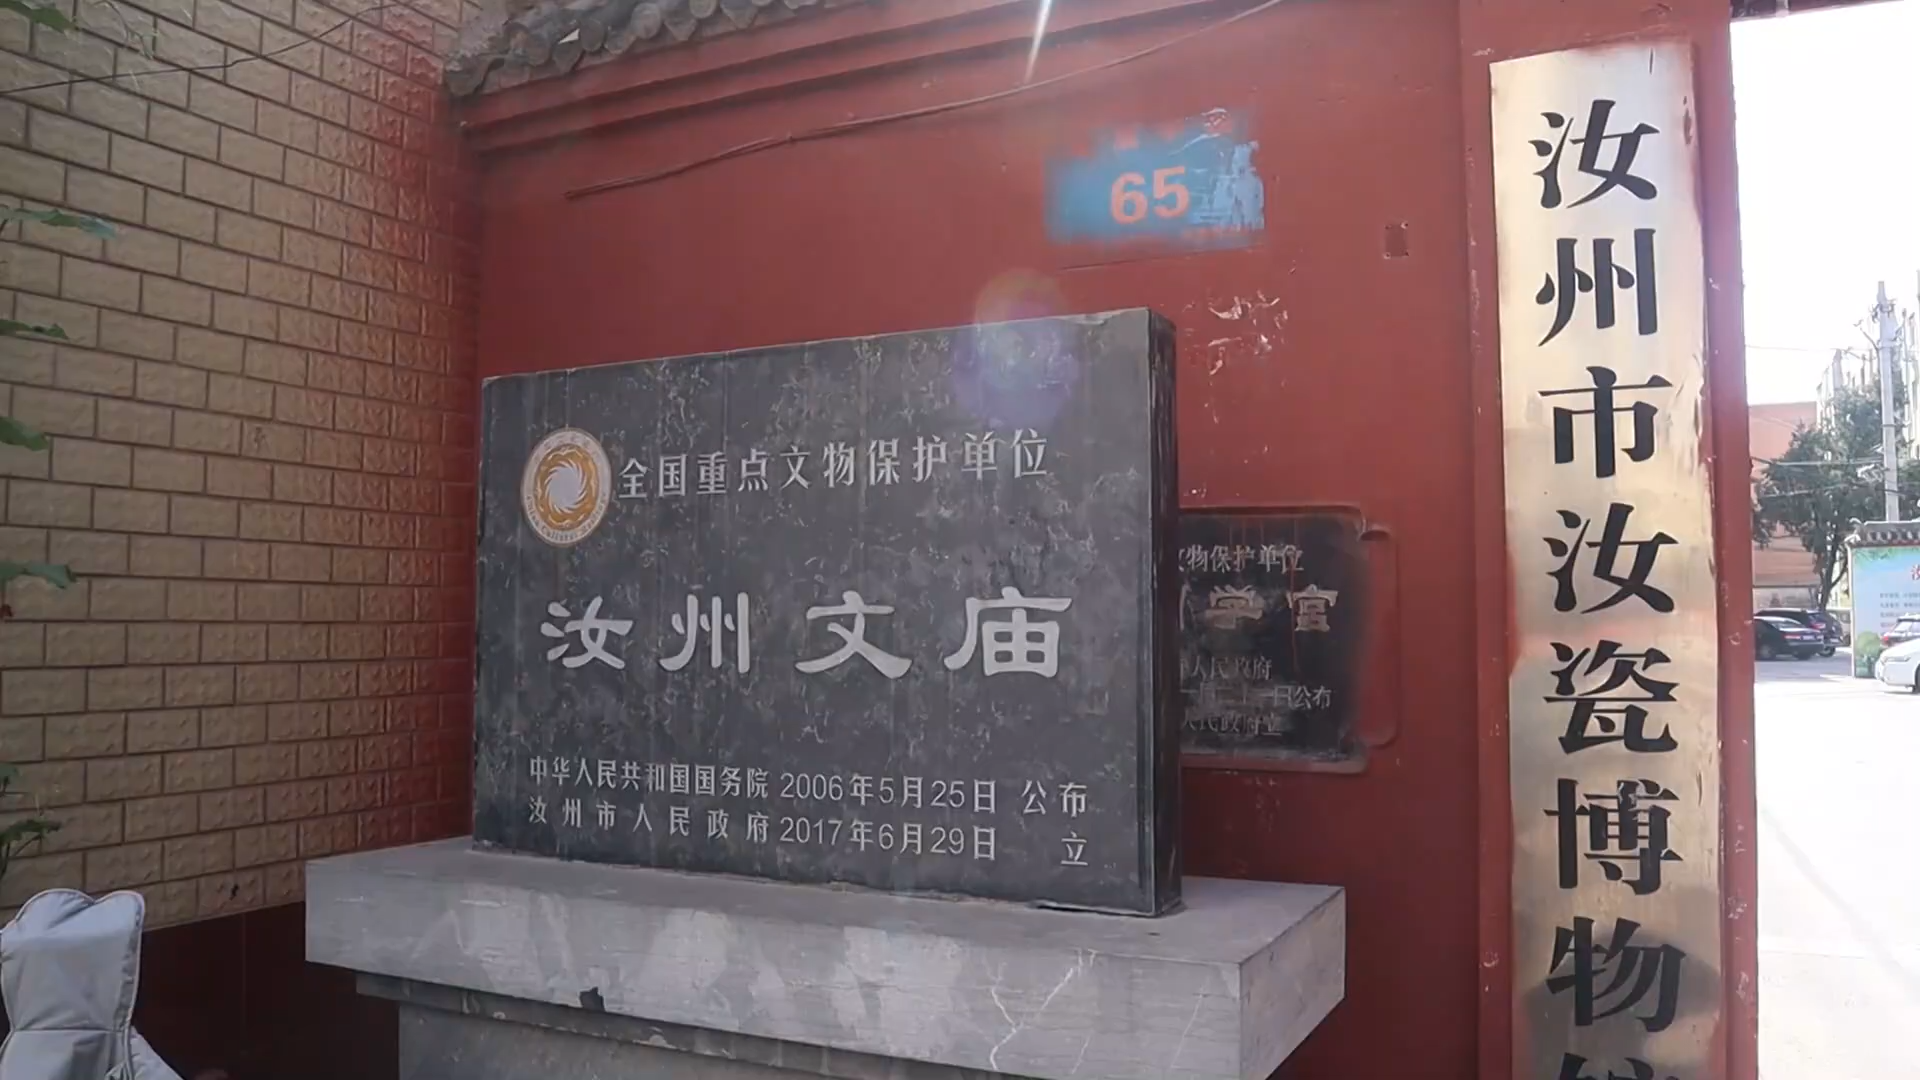 65
全国重点文物保护单位
汝州文庙
中华人民共和国国务院 2006年5月25日 公布
汝州市人民政府 2017年6月29日 立
物保护单位
学宫
人民政府
日公布
人民政府立
汝州市汝瓷博物馆